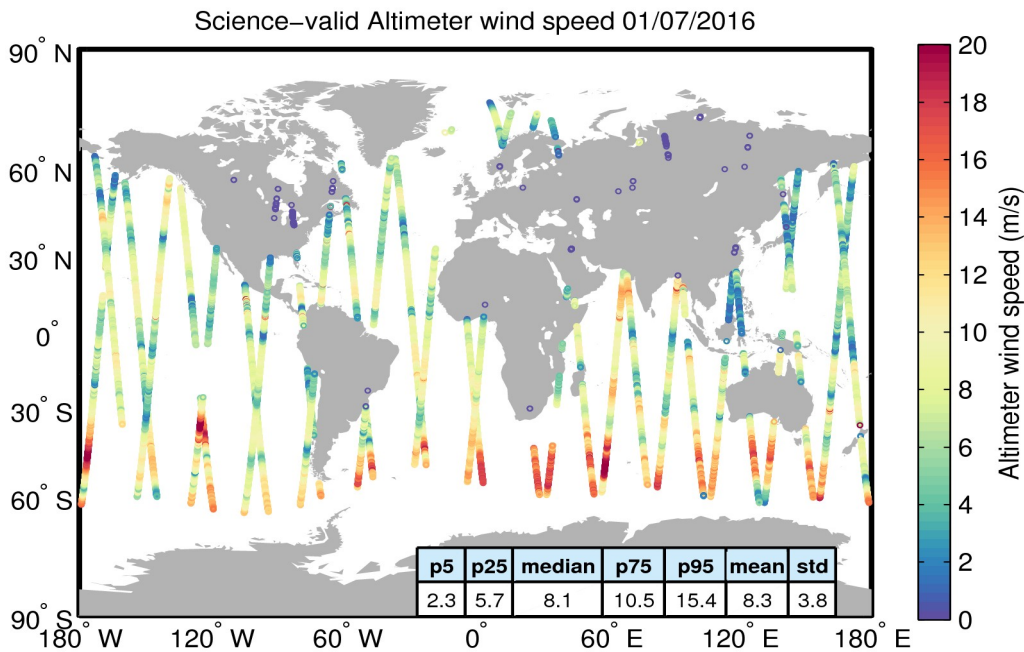 Science−valid Altimeter wind speed 01/07/2016
90° N
60° N
30° N
0°
30° S
60° S
90° S
180° W
120° W
60° W
0°
60° E
120° E
180° E
p5 p25 median p75 p95 mean std
2.3 5.7 8.1 10.5 15.4 8.3 3.8
20
18
16
14
12
10
8
6
4
2
0
Altimeter wind speed (m/s)